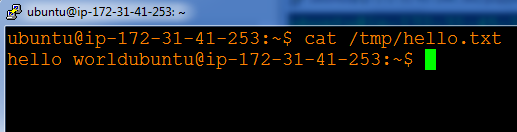 ubuntu@ip-172-31-41-253: ~
ubuntu@ip-172-31-41-253:~$ cat /tmp/hello.txt
hello worldubuntu@ip-172-31-41-253:~$